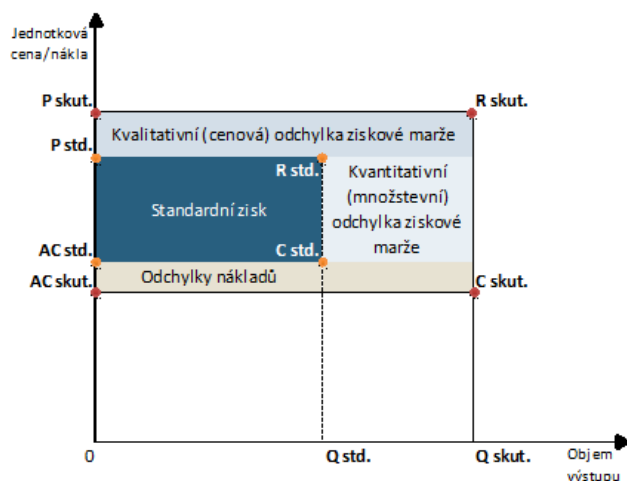 Jednotková
cena/nákla
P skut.
R skut.
Kvalitativní (cenová) odchylka ziskové marže
P std.
R std.
Kvantitativní
(množstevní)
odchylka ziskové
marže
Standardní zisk
AC std.
C std.
AC skut.
Odchylky nákladů
C skut.
0
Q std.
Q skut.
Objem
výstupu